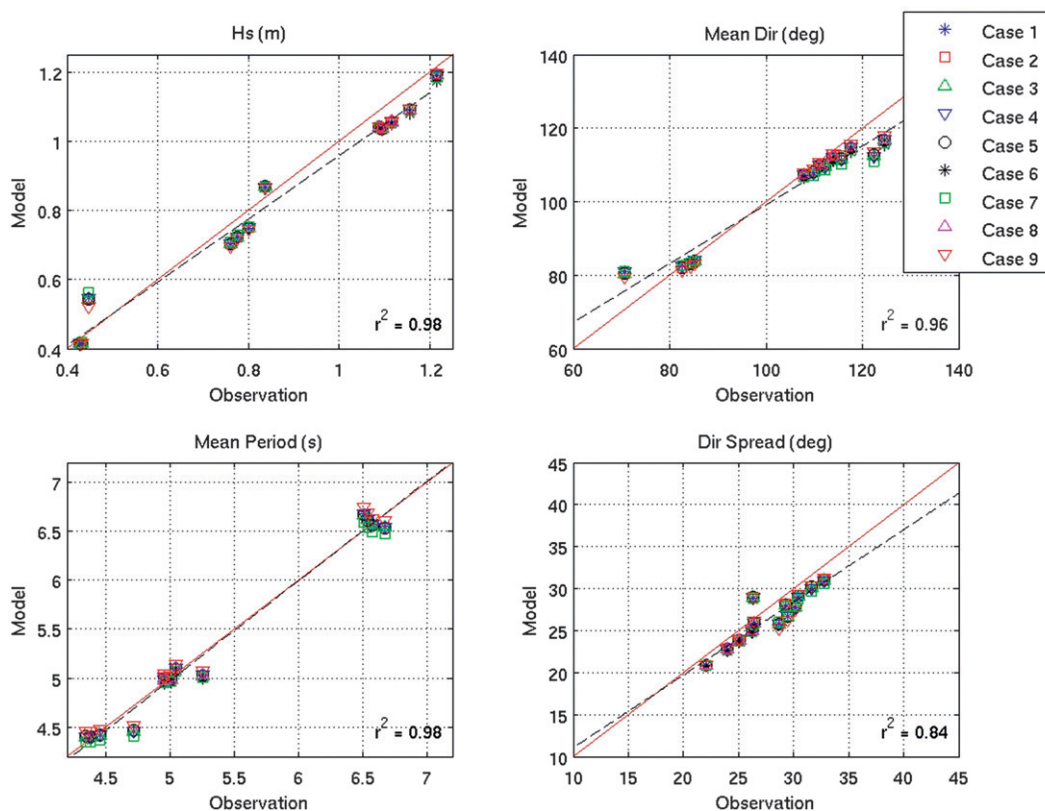 Hs (m)
1.2
1
0.8
0.6
0.4
Model
0.4 0.6 0.8 1 1.2
Observation
r2 = 0.98
Mean Dir (deg)
140
120
100
80
60
Model
60 80 100 120 140
Observation
r2 = 0.96
Case 1
Case 2
Case 3
Case 4
Case 5
Case 6
Case 7
Case 8
Case 9
Mean Period (s)
7
6.5
6
5.5
5
4.5
Model
4.5 5 5.5 6 6.5 7
Observation
r2 = 0.98
Dir Spread (deg)
45
40
35
30
25
20
15
10
Model
10 15 20 25 30 35 40 45
Observation
r2 = 0.84